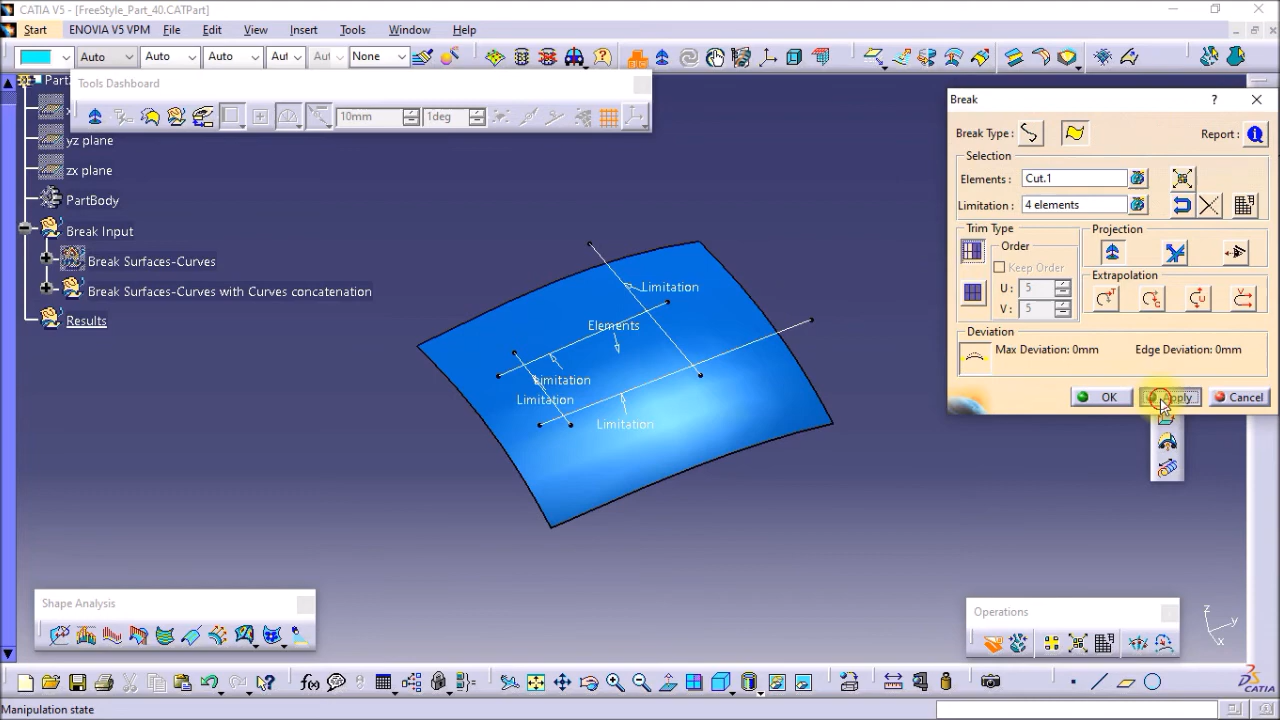 CATIA V5 - [FreeStyle_Part_40.CATPart]
Start ENOVIA V5 VPM File Edit View Insert Tools Window Help
Auto Auto Auto Au Au None
Part
Tools Dashboard
10mm 1deg
yz plane
zx plane
PartBody
Break Input
Break Surfaces-Curves
Break Surfaces-Curves with Curves concatenation
Results
Limitation
Elements
Limitation
Limitation
Limitation
Break ?
Break Type : Report :
Selection
Elements : Cut.1
Limitation : 4 elements
Trim Type Projection
Order
Keep Order
Extrapolation
U : 5
V : 5
Deviation
Max Deviation: 0mm Edge Deviation: 0mm
OK Apply Cancel
Shape Analysis
Operations
z
y
x
f(x)
CATIA
Manipulation state